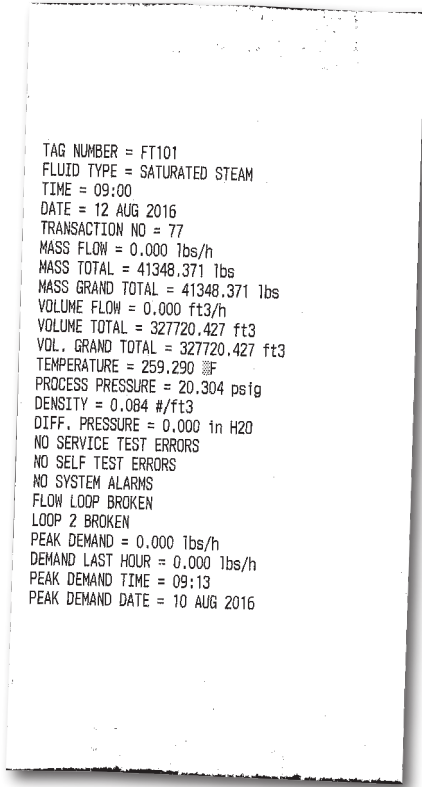 TAG NUMBER = FT101
FLUID TYPE = SATURATED STEAM
TIME = 09:00
DATE = 12 AUG 2016
TRANSACTION NO = 77
MASS FLOW = 0.000 lbs/h
MASS TOTAL = 41348.371 lbs
MASS GRAND TOTAL = 41348.371 lbs
VOLUME FLOW = 0.000 ft3/h
VOLUME TOTAL = 327720.427 ft3
VOL. GRAND TOTAL = 327720.427 ft3
TEMPERATURE = 259.290 ▒F
PROCESS PRESSURE = 20.304 psig
DENSITY = 0.084 #/ft3
DIFF. PRESSURE = 0.000 in H2O
NO SERVICE TEST ERRORS
NO SELF TEST ERRORS
NO SYSTEM ALARMS
FLOW LOOP BROKEN
LOOP 2 BROKEN
PEAK DEMAND = 0.000 lbs/h
DEMAND LAST HOUR = 0.000 lbs/h
PEAK DEMAND TIME = 09:13
PEAK DEMAND DATE = 10 AUG 2016